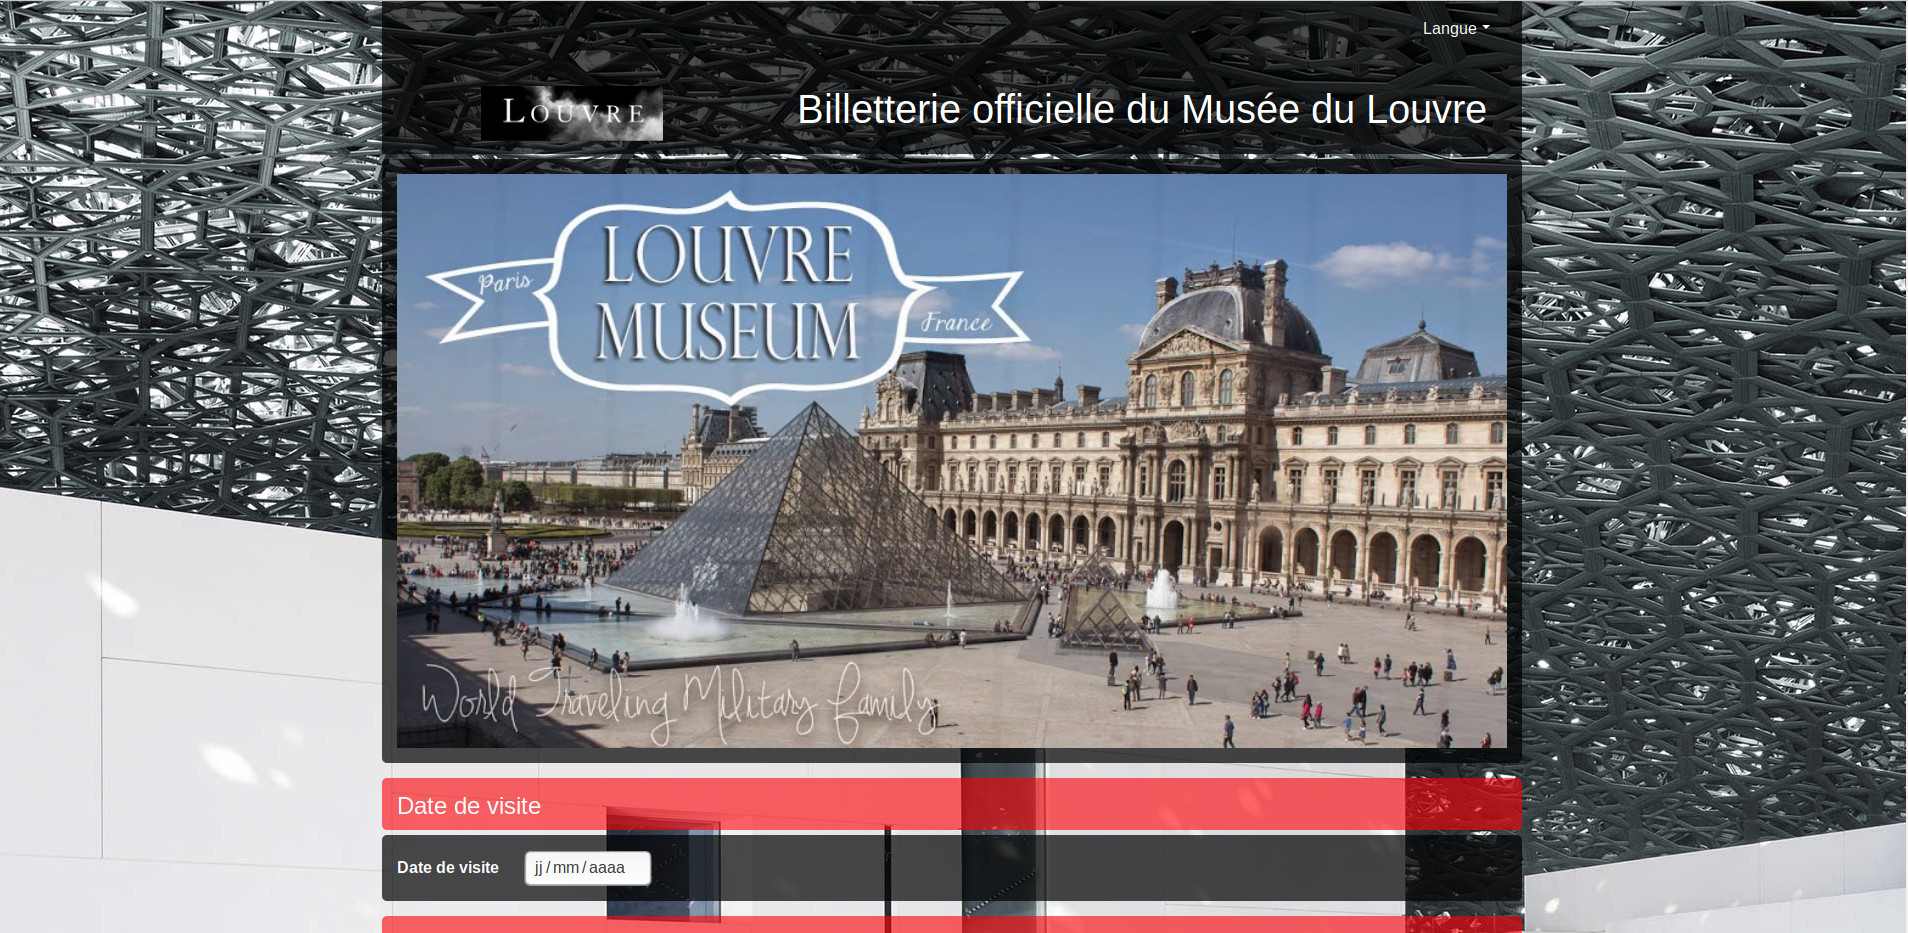 Langue
LOUVRE
Billetterie officielle du Musée du Louvre
LOUVRE
MUSEUM
Paris
France
World Traveling Military Family
Date de visite
Date de visite
jj / mm / aaaa